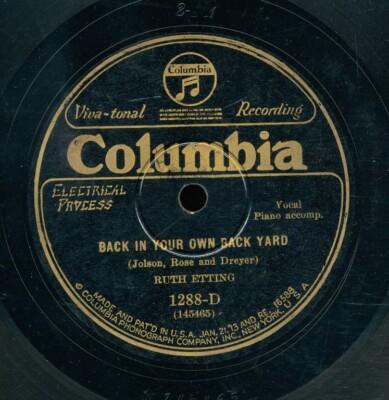 Columbia
Viva-tonal Recording
Columbia
ELECTRICAL
PROCESS
Vocal
Piano accomp.
BACK IN YOUR OWN BACK YARD
(Jolson, Rose and Dreyer)
RUTH ETTING
1288-D
(145465)
MADE AND PAT'D IN U.S.A. JAN. 21,'13 AND RE. 16588
© COLUMBIA PHONOGRAPH COMPANY, INC., NEW YORK, U.S.A.